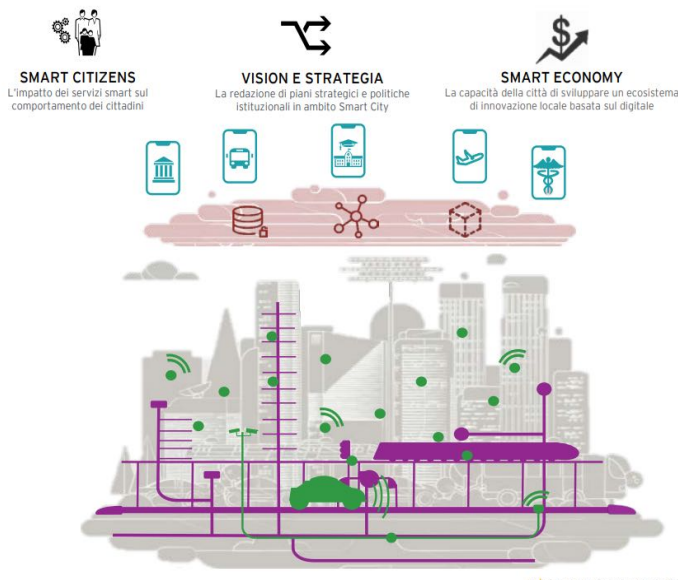 SMART CITIZENS
L'impatto dei servizi smart sul
comportamento dei cittadini
VISION E STRATEGIA
La redazione di piani strategici e politiche
istituzionali in ambito Smart City
SMART ECONOMY
La capacità della città di sviluppare un ecosistema
di innovazione locale basata sul digitale